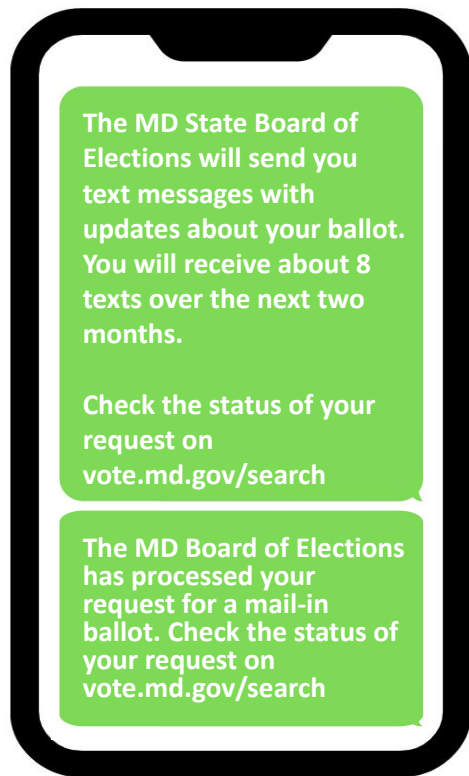 The MD State Board of
Elections will send you
text messages with
updates about your ballot.
You will receive about 8
texts over the next two
months.
Check the status of your
request on
vote.md.gov/search
The MD Board of Elections
has processed your
request for a mail-in
ballot. Check the status of
your request on
vote.md.gov/search